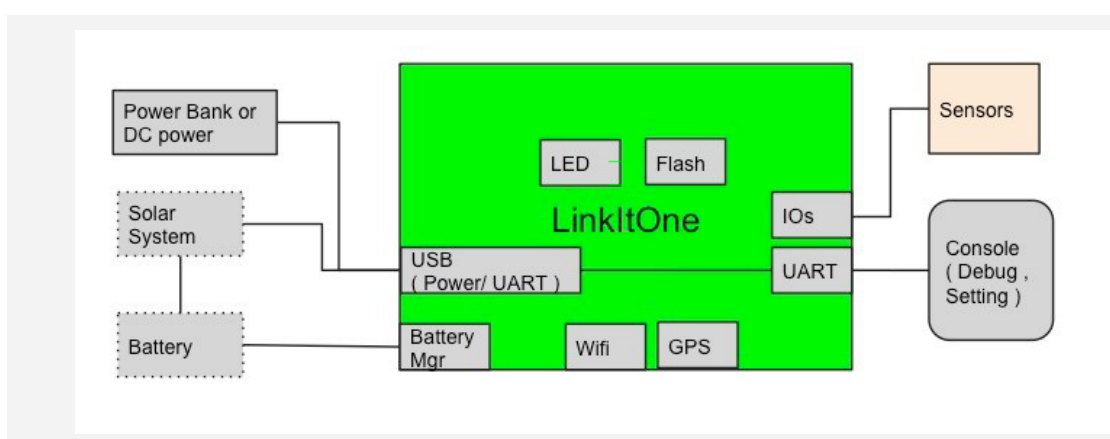 Power Bank or
DC power
Solar
System
Battery
LED
Flash
LinkItOne
IOs
USB
( Power/ UART )
UART
Battery
Mgr
Wifi
GPS
Sensors
Console
( Debug ,
Setting )